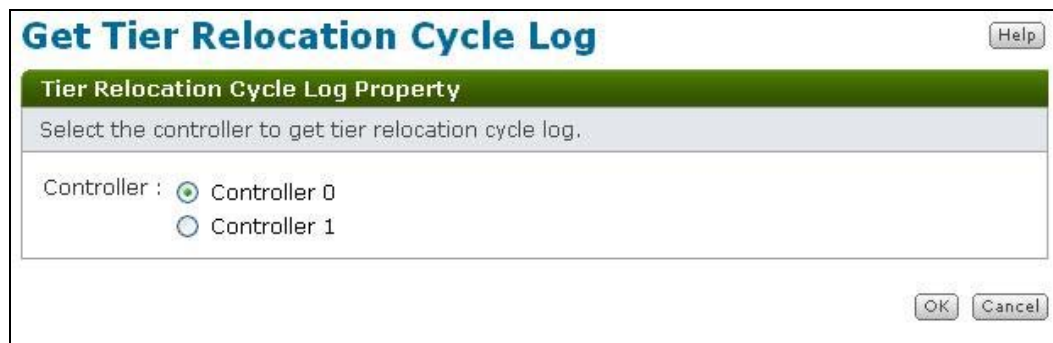 Get Tier Relocation Cycle Log
Help
Tier Relocation Cycle Log Property
Select the controller to get tier relocation cycle log.
Controller : Controller 0
Controller 1
OK Cancel